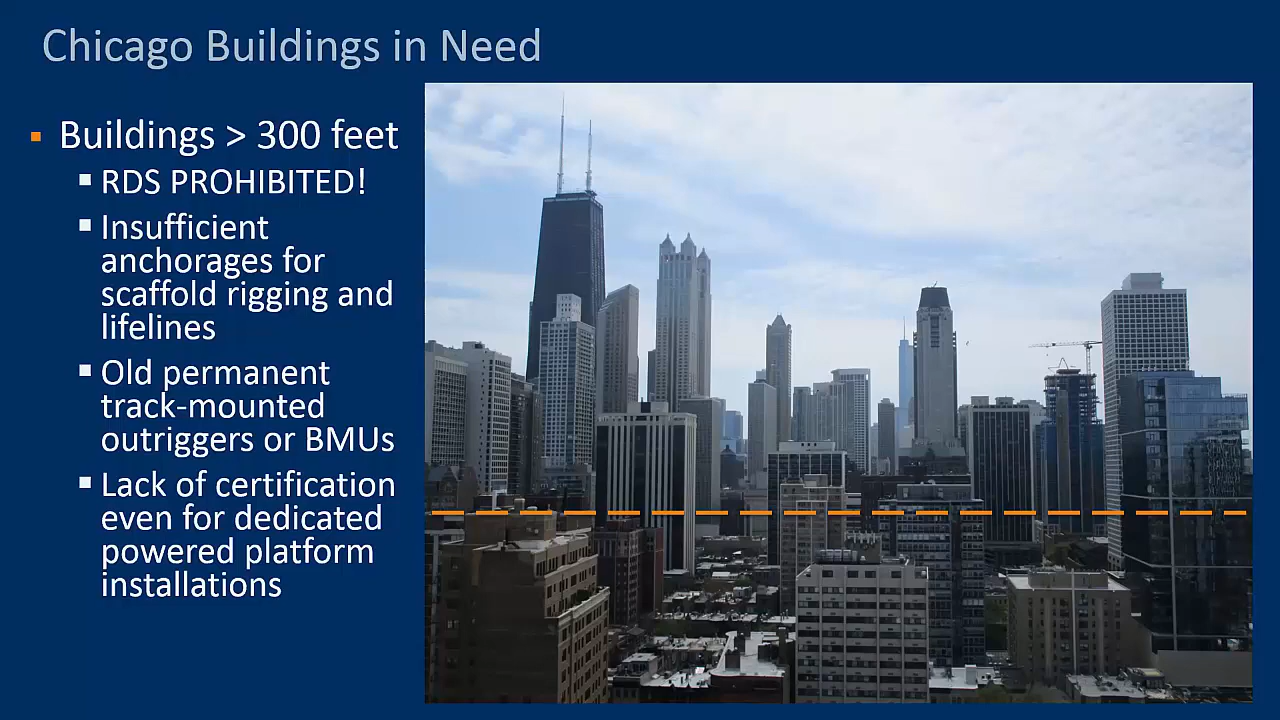 Chicago Buildings in Need
▪ Buildings > 300 feet
▪ RDS PROHIBITED!
▪ Insufficient
anchorages for
scaffold rigging and
lifelines
▪ Old permanent
track-mounted
outriggers or BMUs
▪ Lack of certification
even for dedicated
powered platform
installations